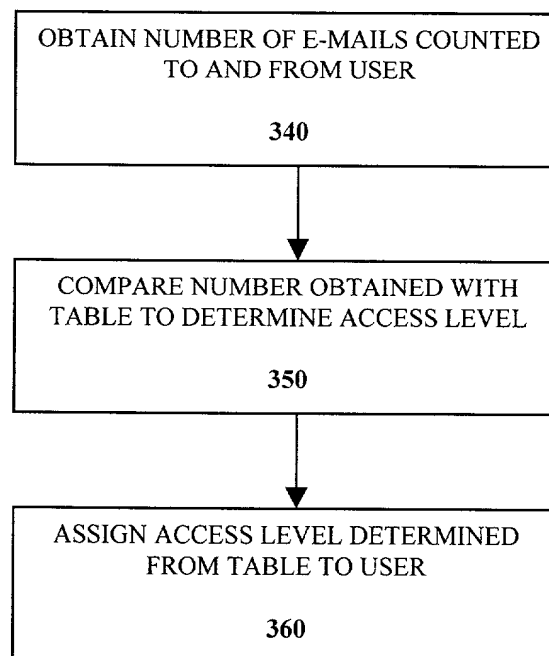 OBTAIN NUMBER OF E-MAILS COUNTED
TO AND FROM USER
340
COMPARE NUMBER OBTAINED WITH
TABLE TO DETERMINE ACCESS LEVEL
350
ASSIGN ACCESS LEVEL DETERMINED
FROM TABLE TO USER
360